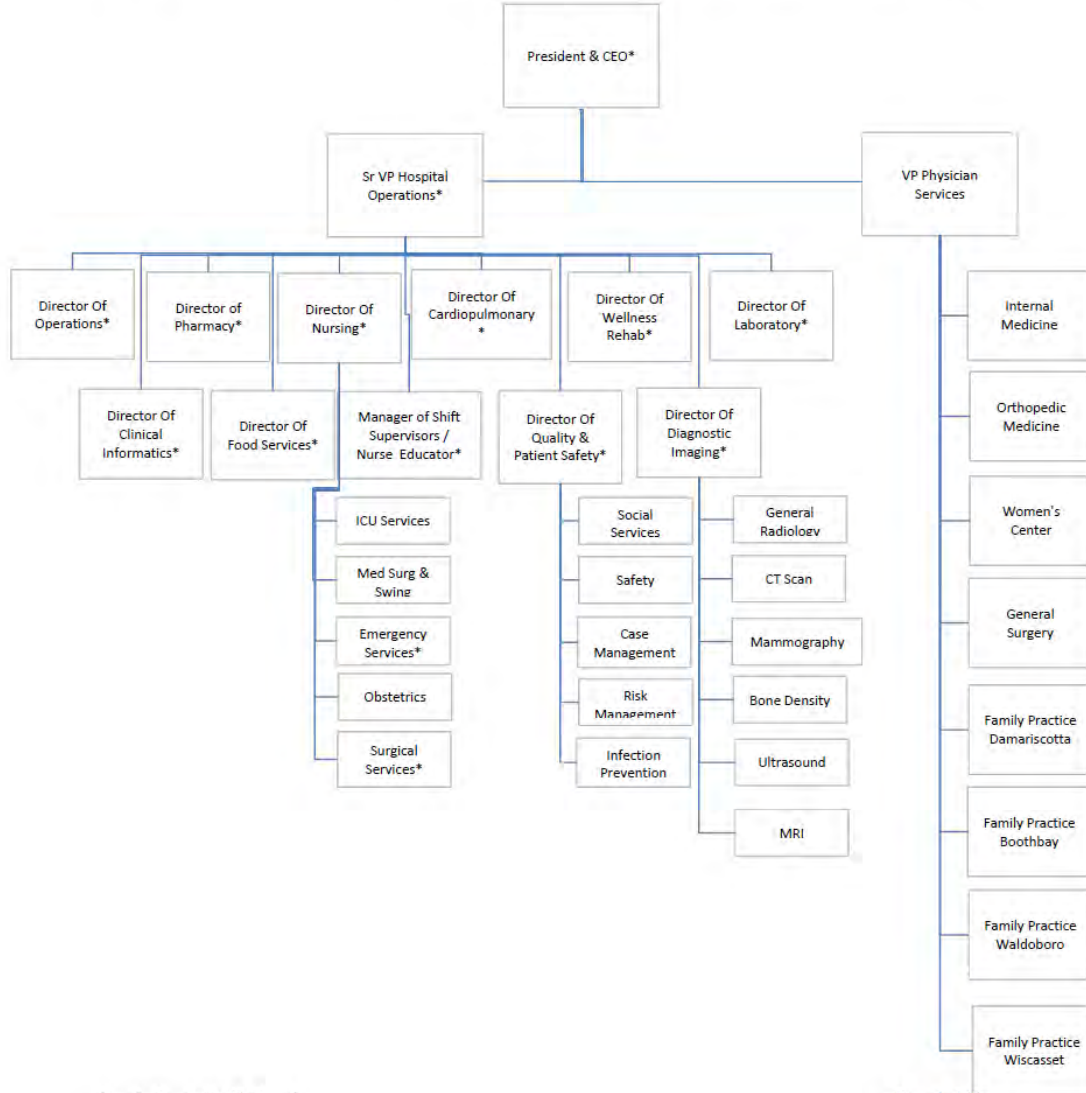 President & CEO*
Sr VP Hospital
Operations*
VP Physician
Services
Director Of
Operations*
Director of
Pharmacy*
Director Of
Nursing*
Director Of
Cardiopulmonary
*
Director Of
Wellness
Rehab*
Director Of
Laboratory*
Director Of
Clinical
Informatics*
Director Of
Food Services*
Manager of Shift
Supervisors /
Nurse Educator*
Director Of
Quality &
Patient Safety*
Director Of
Diagnostic
Imaging*
ICU Services
Med Surg &
Swing
Emergency
Services*
Obstetrics
Surgical
Services*
Social
Services
Safety
Case
Management
Risk
Management
Infection
Prevention
General
Radiology
CT Scan
Mammography
Bone Density
Ultrasound
MRI
Internal
Medicine
Orthopedic
Medicine
Women's
Center
General
Surgery
Family Practice
Damariscotta
Family Practice
Boothbay
Family Practice
Waldoboro
Family Practice
Wiscasset